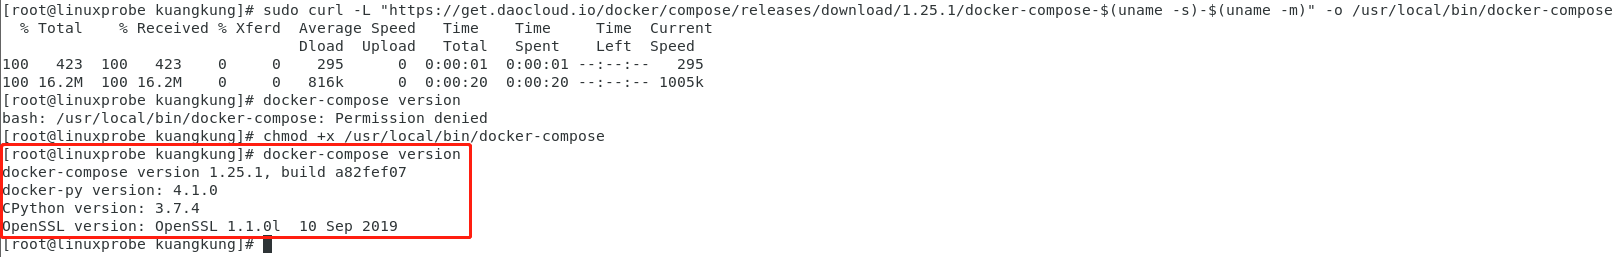 [root@linuxprobe kuangkung]# sudo curl -L "https://get.daocloud.io/docker/compose/releases/download/1.25.1/docker-compose-$(uname -s)-$(uname -m)" -o /usr/local/bin/docker-compose
  % Total    % Received % Xferd  Average Speed   Time    Time     Time  Current
                                 Dload  Upload   Total   Spent    Left  Speed
100   423  100   423    0     0    295      0  0:00:01  0:00:01 --:--:--   295
100 16.2M  100 16.2M    0     0   816k      0  0:00:20  0:00:20 --:--:-- 1005k
[root@linuxprobe kuangkung]# docker-compose version
bash: /usr/local/bin/docker-compose: Permission denied
[root@linuxprobe kuangkung]# chmod +x /usr/local/bin/docker-compose
[root@linuxprobe kuangkung]# docker-compose version
docker-compose version 1.25.1, build a82fef07
docker-py version: 4.1.0
CPython version: 3.7.4
OpenSSL version: OpenSSL 1.1.0l  10 Sep 2019
[root@linuxprobe kuangkung]#